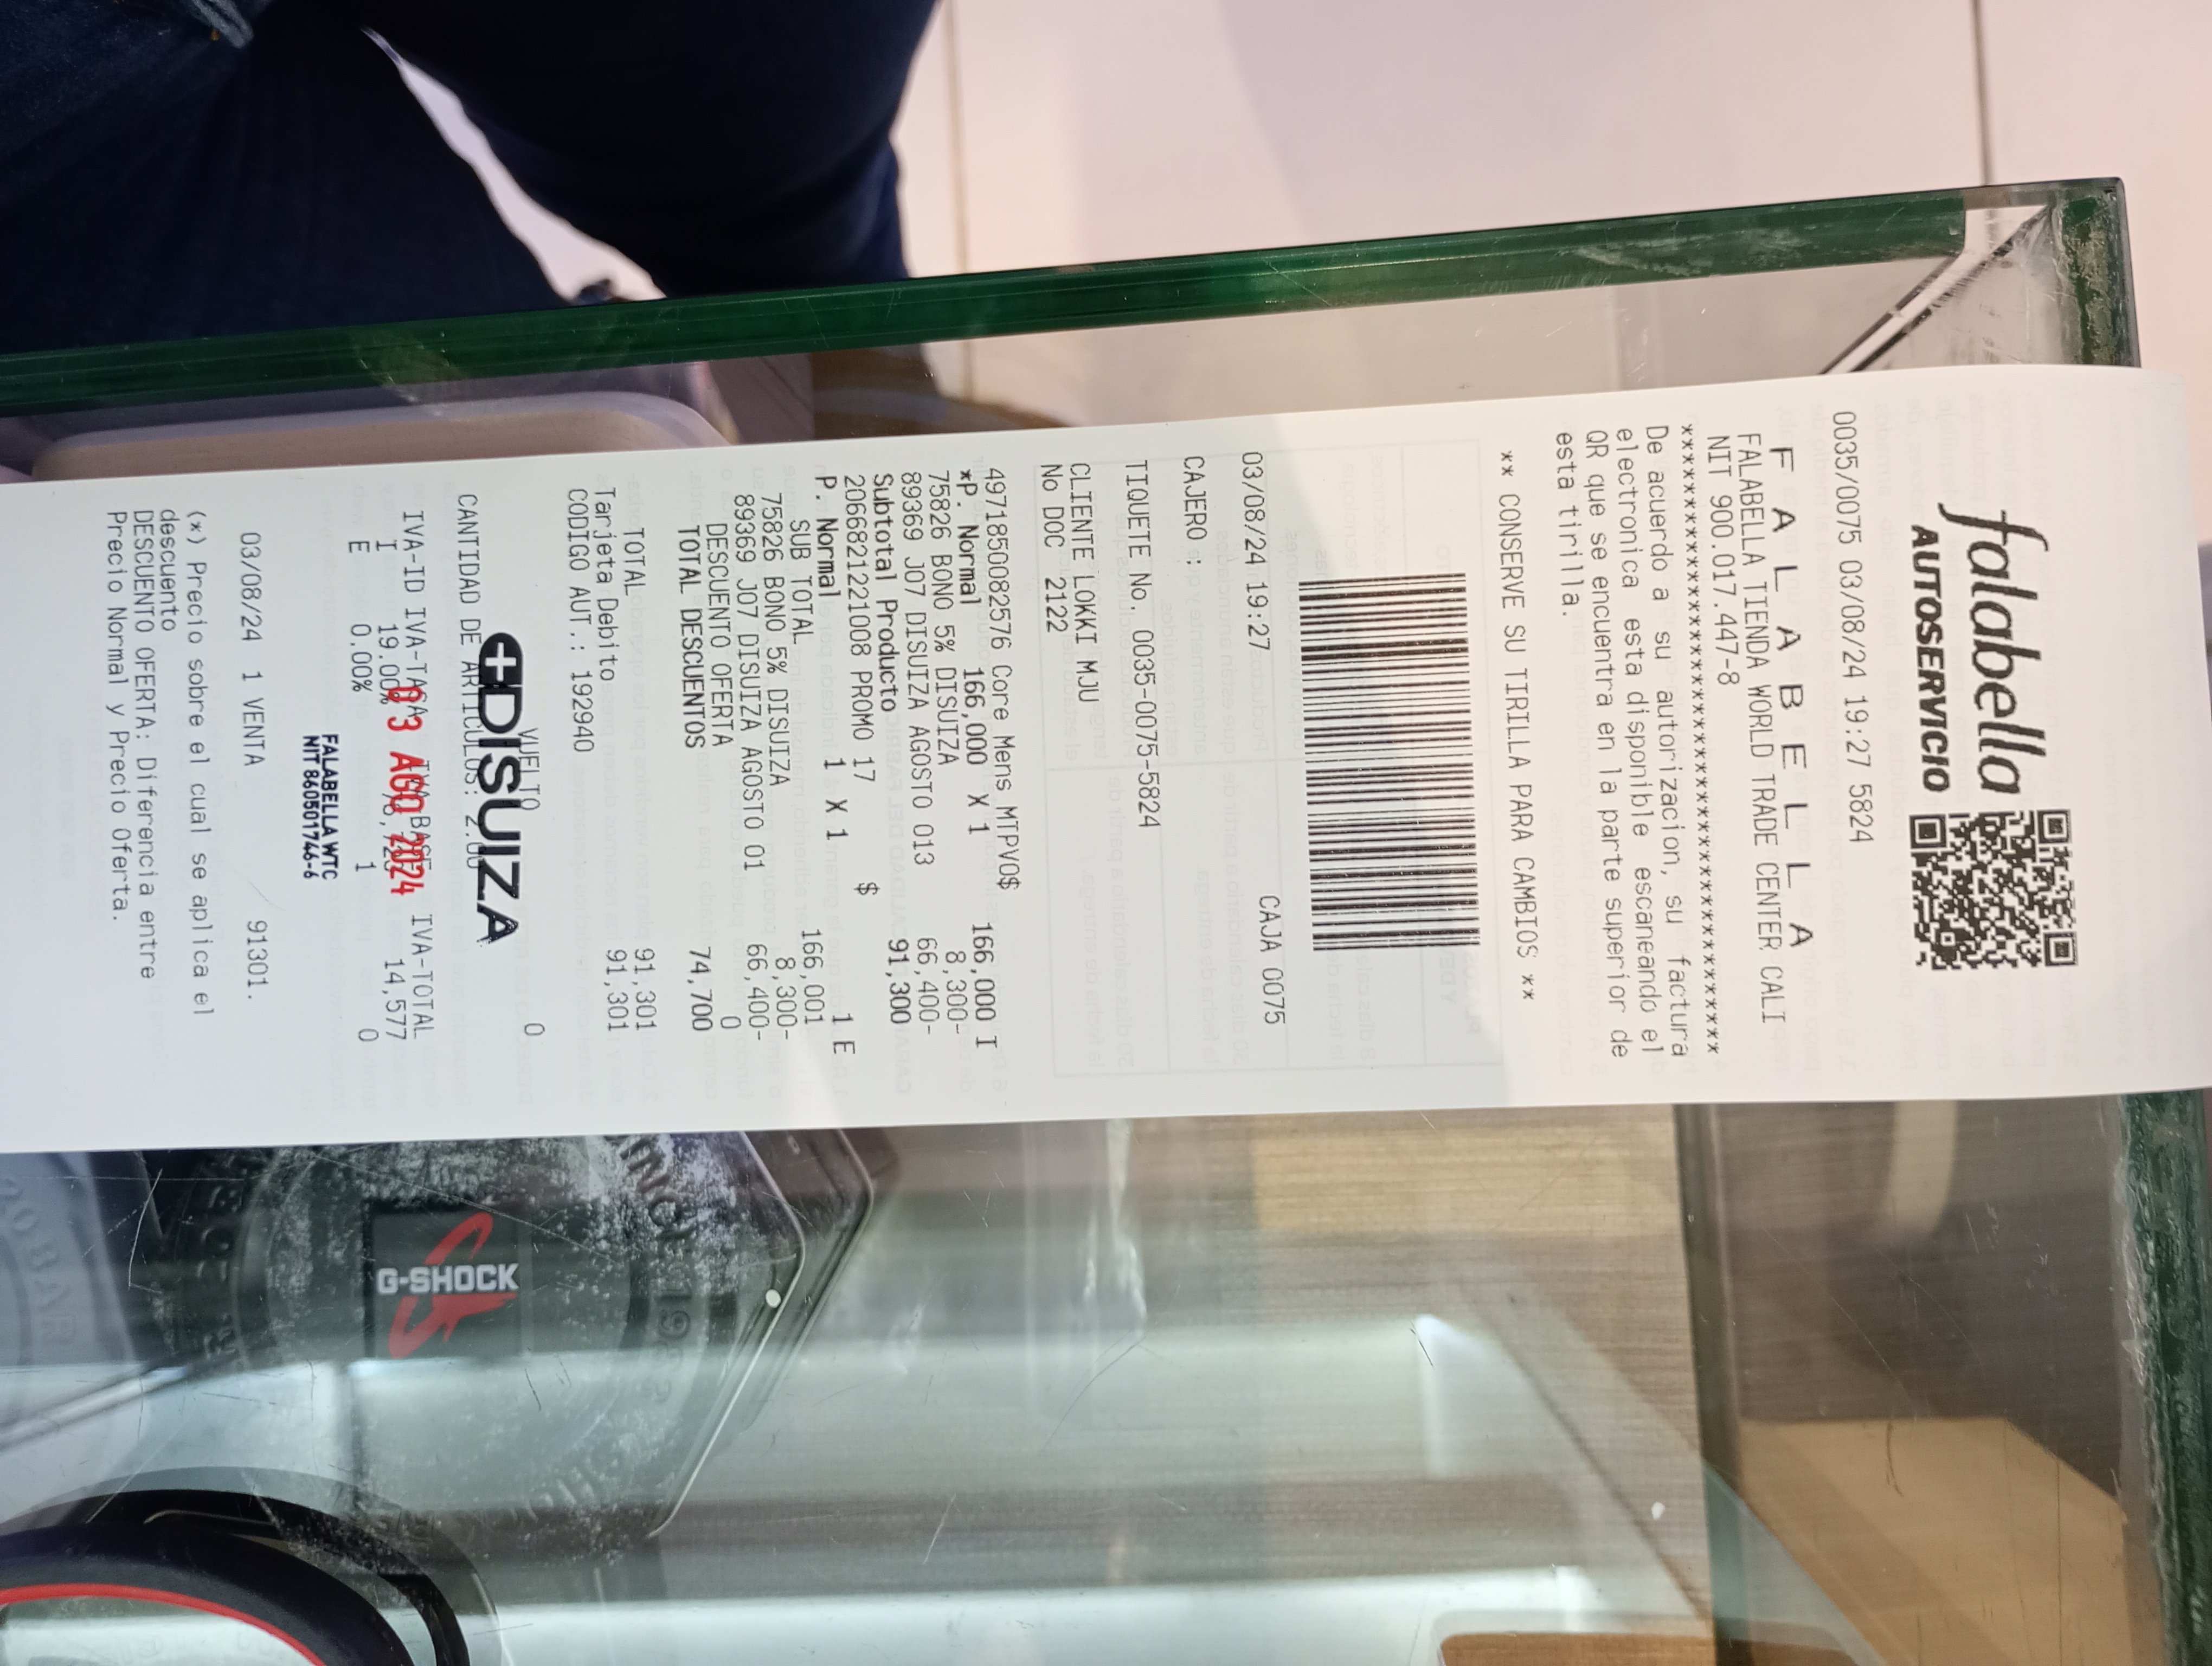 falabella
AUTOSERVICIO
0035/0075 03/08/24 19:27 5824
F A L A B E L L A
FALABELLA TIENDA WORLD TRADE CENTER CALI
NIT 900.017.447-8
De acuerdo a su autorizacion, su factura
electronica esta disponible escaneando el
QR que se encuentra en la parte superior de
esta tirilla.
** CONSERVE SU TIRILLA PARA CAMBIOS **
03/08/24 19:27 CAJA 0075
CAJERO :
TIQUETE No. 0035-0075-5824
CLIENTE LOKKI MJU
No DOC 2122
4971850082576 Core Mens MTPVO$ 166,000 I
*P. Normal 166,000 X 1
75826 BONO 5% DISUIZA 8,300-
89369 J07 DISUIZA AGOSTO 013 66,400-
Subtotal Producto 91,300
2066821221008 PROMO 17 $ 1 E
P. Normal 1 X 1
SUB TOTAL 166,001
75826 BONO 5% DISUIZA 8,300-
89369 J07 DISUIZA AGOSTO 01 66,400-
DESCUENTO OFERTA 0
TOTAL DESCUENTOS 74,700
TOTAL 91,301
Tarjeta Debito 91,301
CODIGO AUT.: 192940
VUELTO 0
DISUIZA
CANTIDAD DE ARTICULOS: 2.00
IVA-ID IVA-TASA IVA-BASE IVA-TOTAL
I 19.00% 14,577
03 AGO 2024
E 0.00% 1 0
FALABELLA WTC
NIT 860501746-6
03/08/24 1 VENTA 91301.
(*) Precio sobre el cual se aplica el
descuento
DESCUENTO OFERTA: Diferencia entre
Precio Normal y Precio Oferta.
G-SHOCK
20BAR